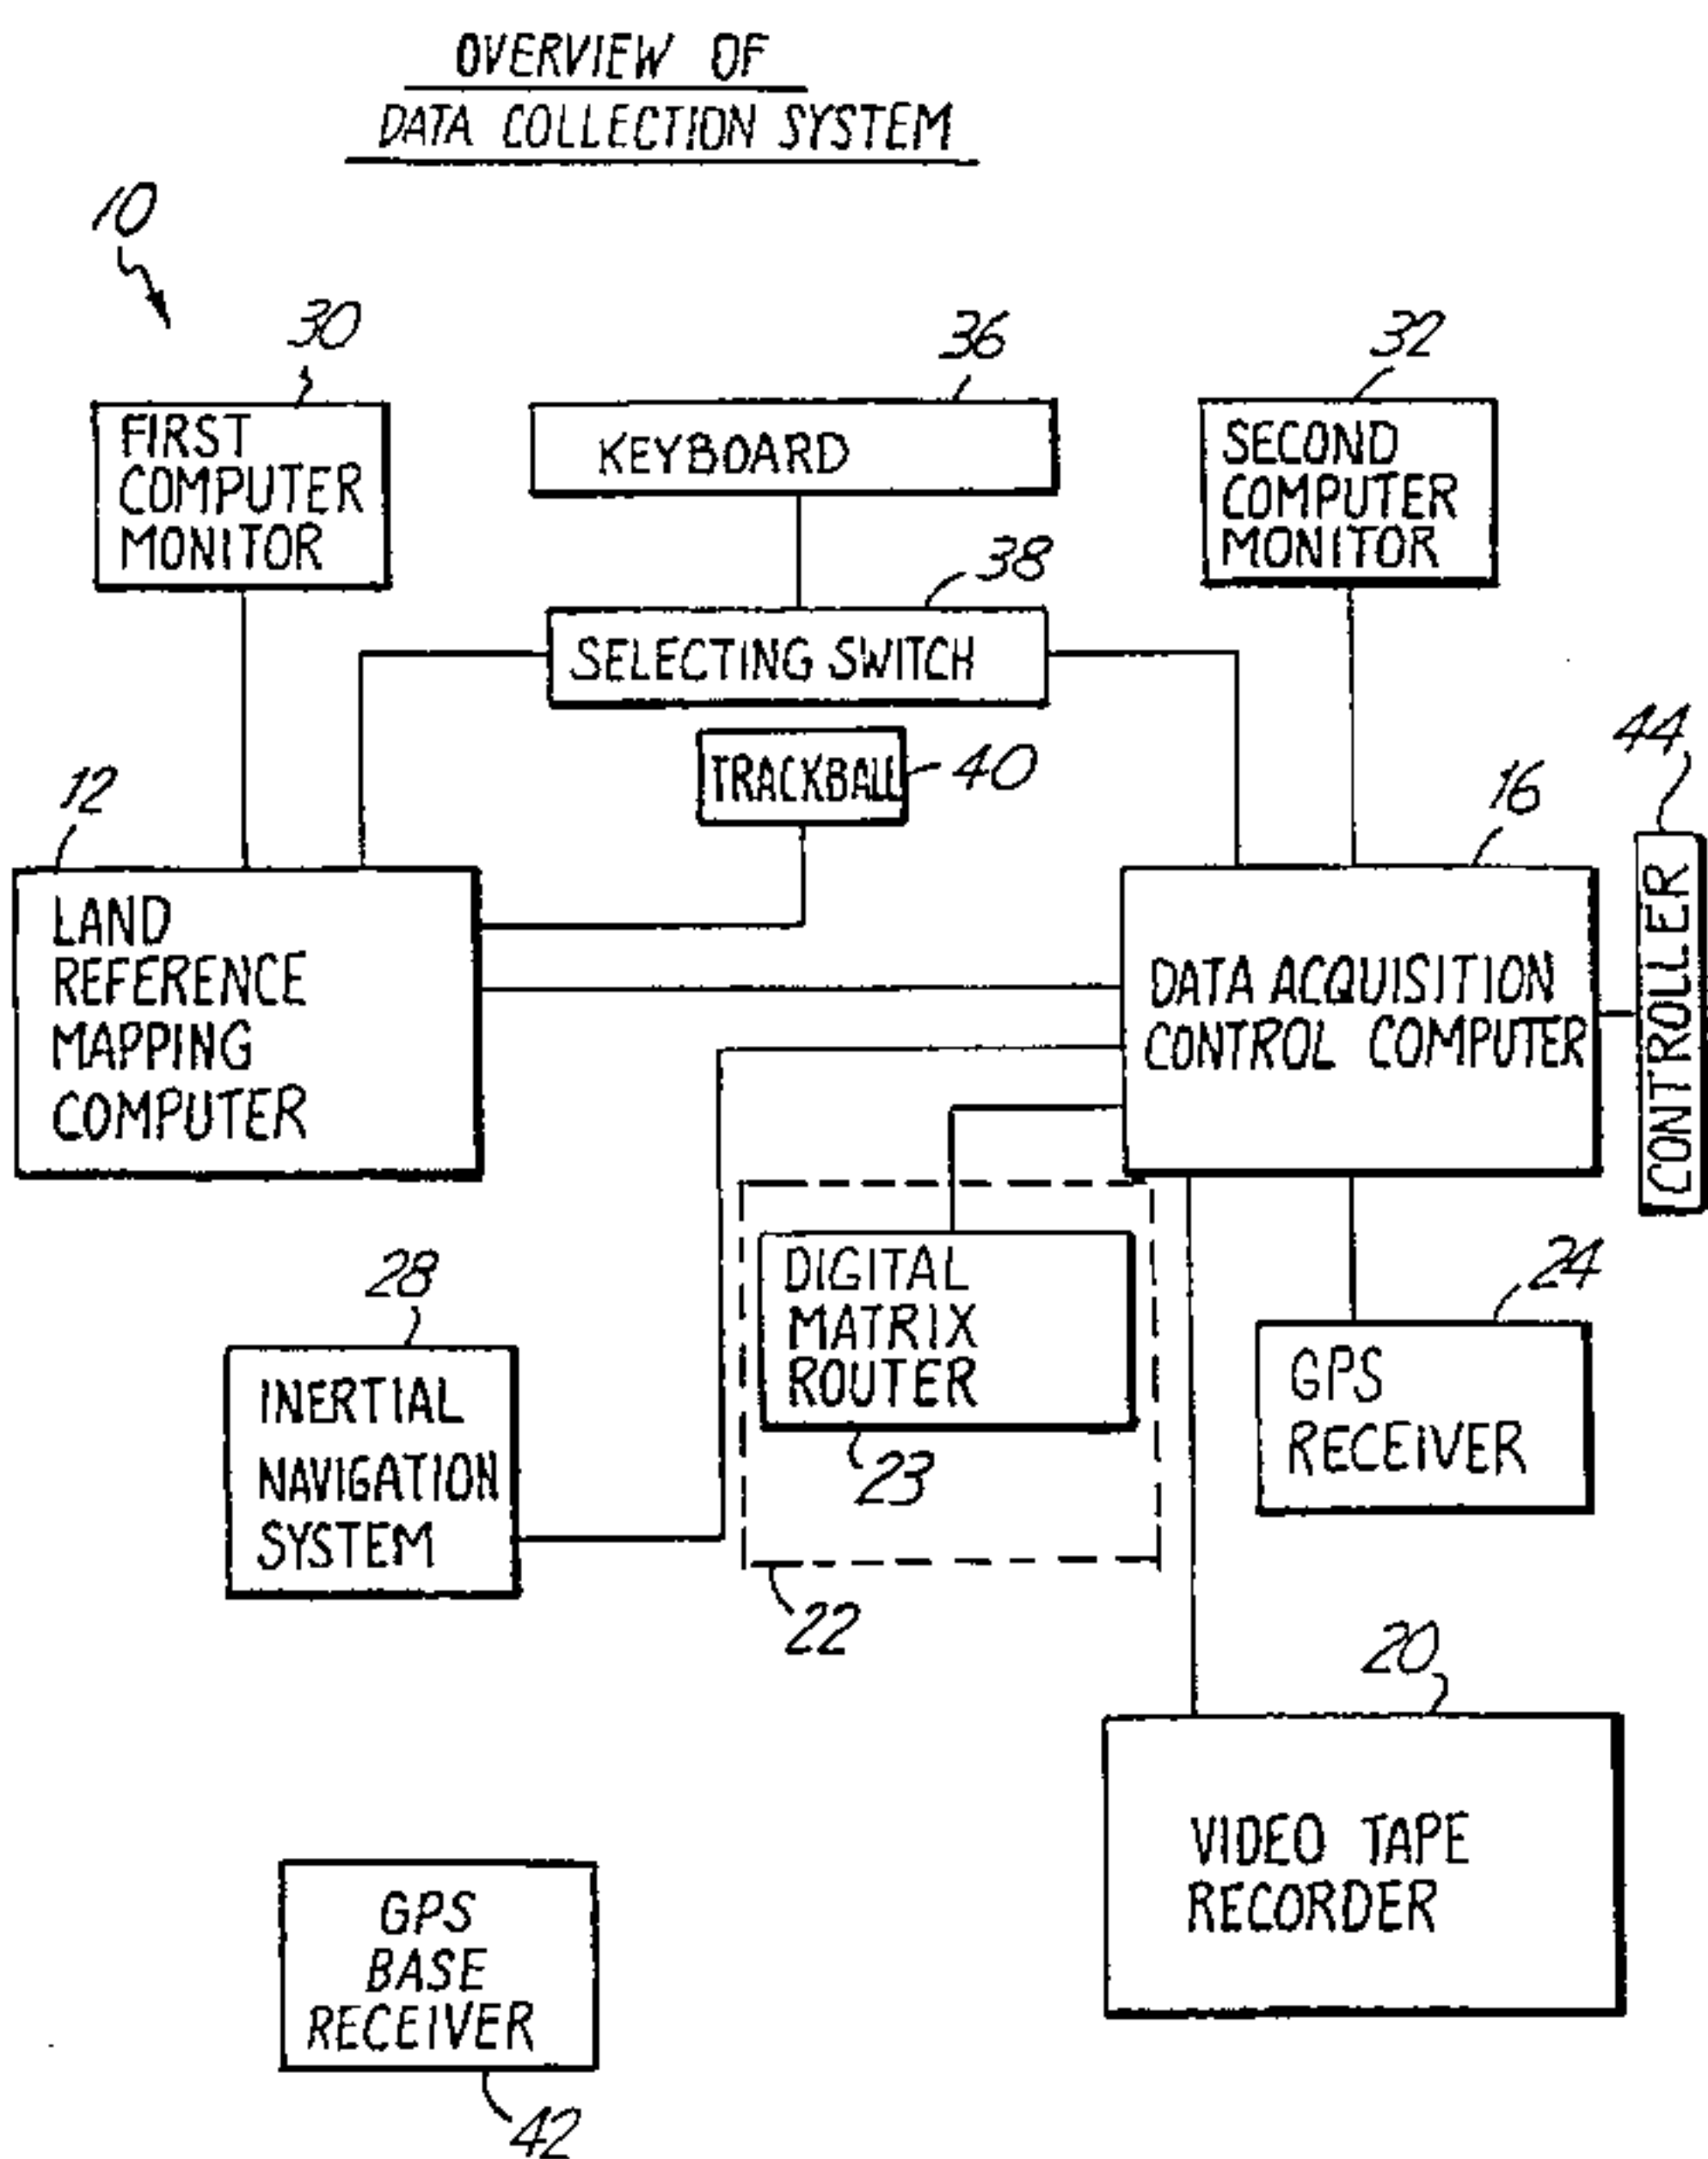 OVERVIEW OF
DATA COLLECTION SYSTEM
10
30
36
32
FIRST
COMPUTER
MONITOR
KEYBOARD
SECOND
COMPUTER
MONITOR
38
SELECTING SWITCH
44
TRACKBALL
40
12
16
CONTROLLER
LAND
REFERENCE
MAPPING
COMPUTER
DATA ACQUISITION
CONTROL COMPUTER
28
24
DIGITAL
MATRIX
ROUTER
23
GPS
RECEIVER
INERTIAL
NAVIGATION
SYSTEM
22
20
VIDEO TAPE
RECORDER
GPS
BASE
RECEIVER
42